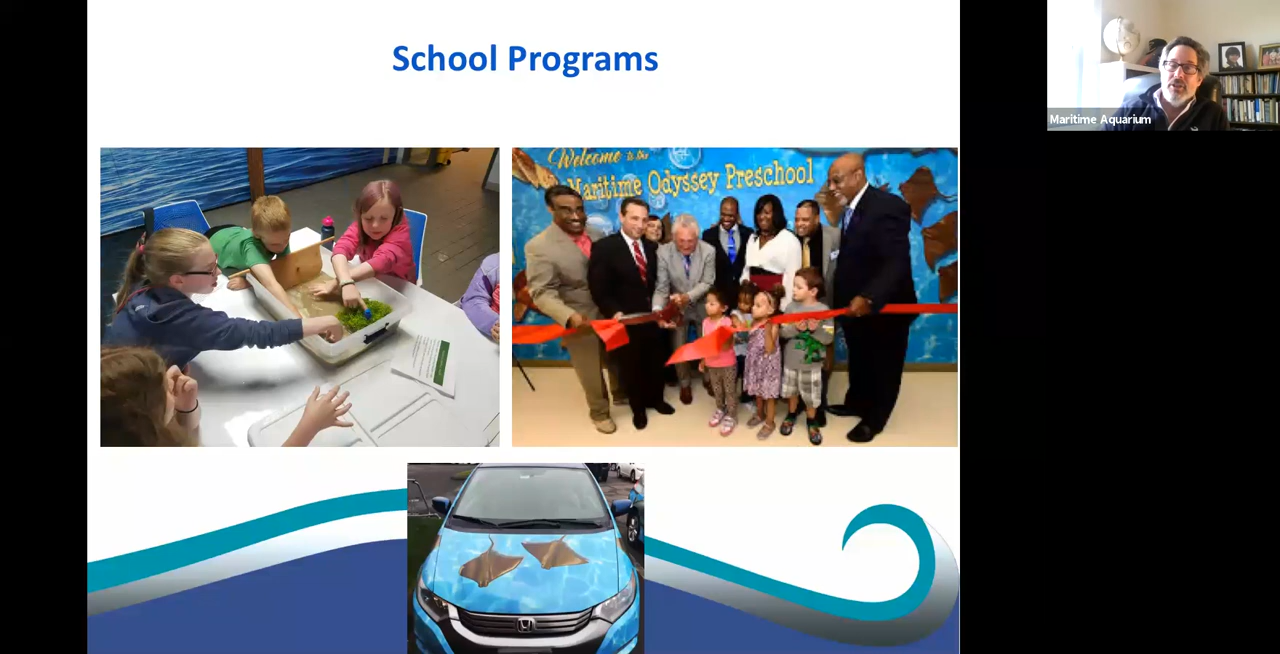 School Programs
Maritime Aquarium
Welcome to the
Maritime Odyssey Preschool